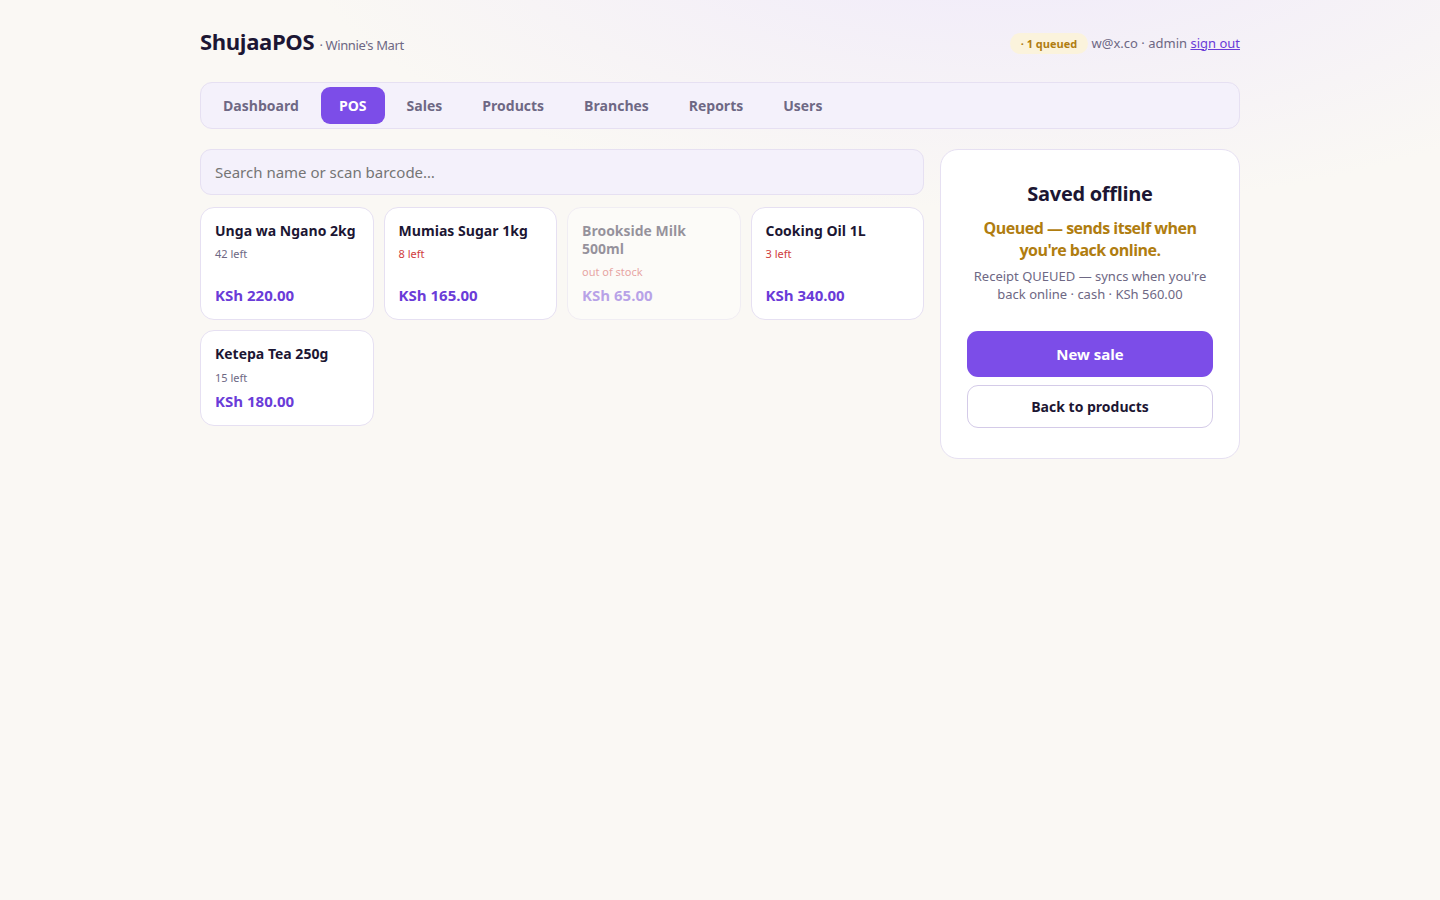 ShujaaPOS · Winnie's Mart
· 1 queued w@x.co · admin sign out
Dashboard POS Sales Products Branches Reports Users
Search name or scan barcode...
Unga wa Ngano 2kg
42 left
KSh 220.00
Mumias Sugar 1kg
8 left
KSh 165.00
Brookside Milk
500ml
out of stock
KSh 65.00
Cooking Oil 1L
3 left
KSh 340.00
Ketepa Tea 250g
15 left
KSh 180.00
Saved offline
Queued — sends itself when
you're back online.
Receipt QUEUED — syncs when you're
back online · cash · KSh 560.00
New sale
Back to products